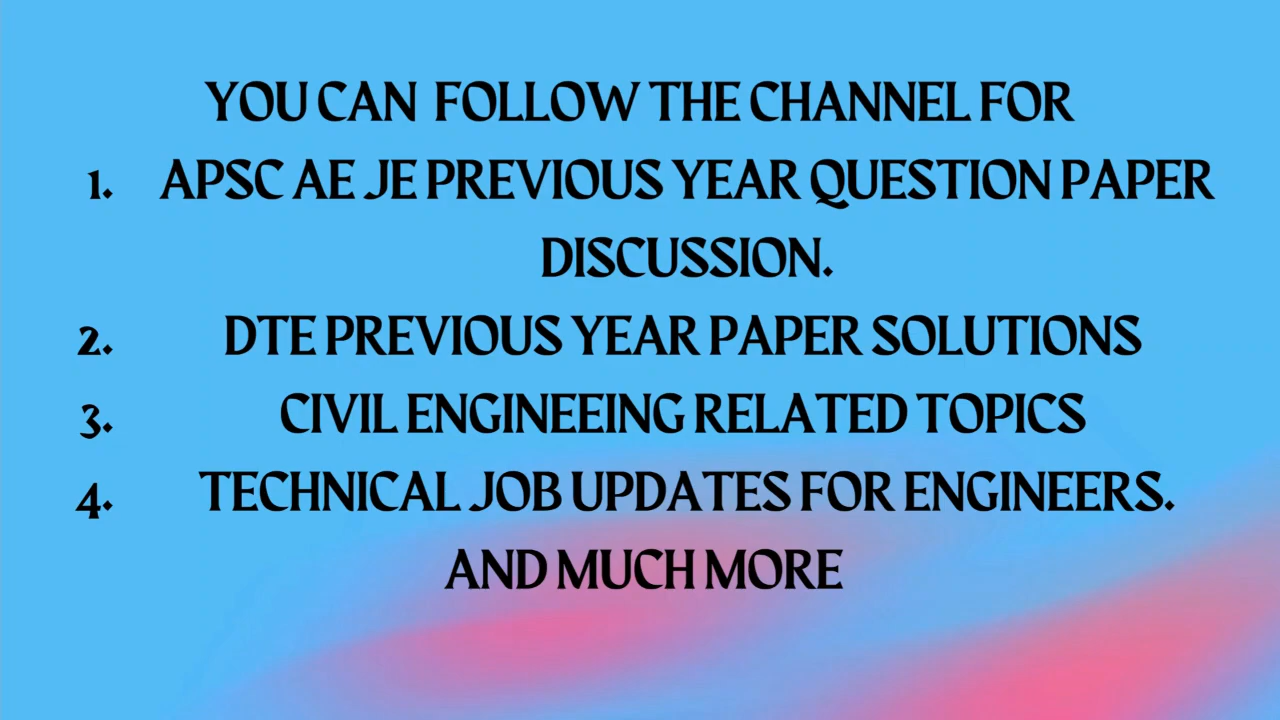 YOU CAN FOLLOW THE CHANNEL FOR
1. APSC AE JE PREVIOUS YEAR QUESTION PAPER
DISCUSSION.
2. DTE PREVIOUS YEAR PAPER SOLUTIONS
3. CIVIL ENGINEEING RELATED TOPICS
4. TECHNICAL JOB UPDATES FOR ENGINEERS.
AND MUCH MORE